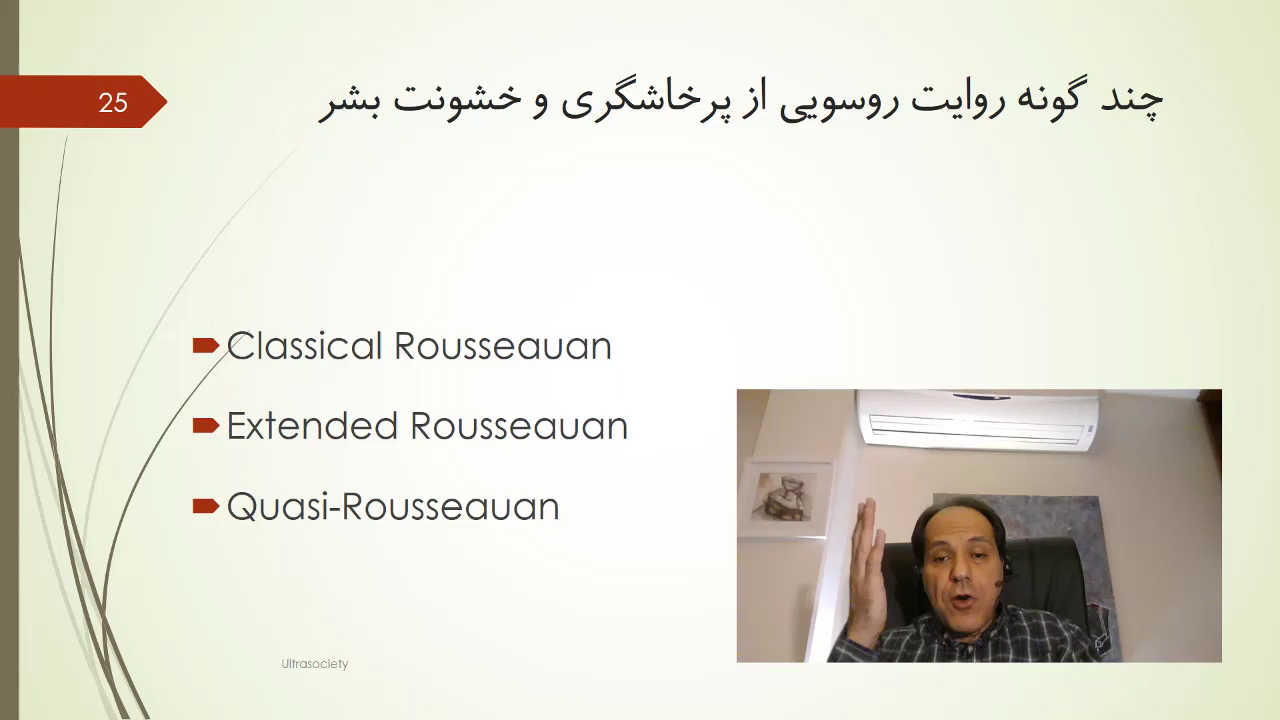 25
چند گونه روایت روسویی از پرخاشگری و خشونت بشر
Classical Rousseauan
Extended Rousseauan
Quasi-Rousseauan
Ultrasociety